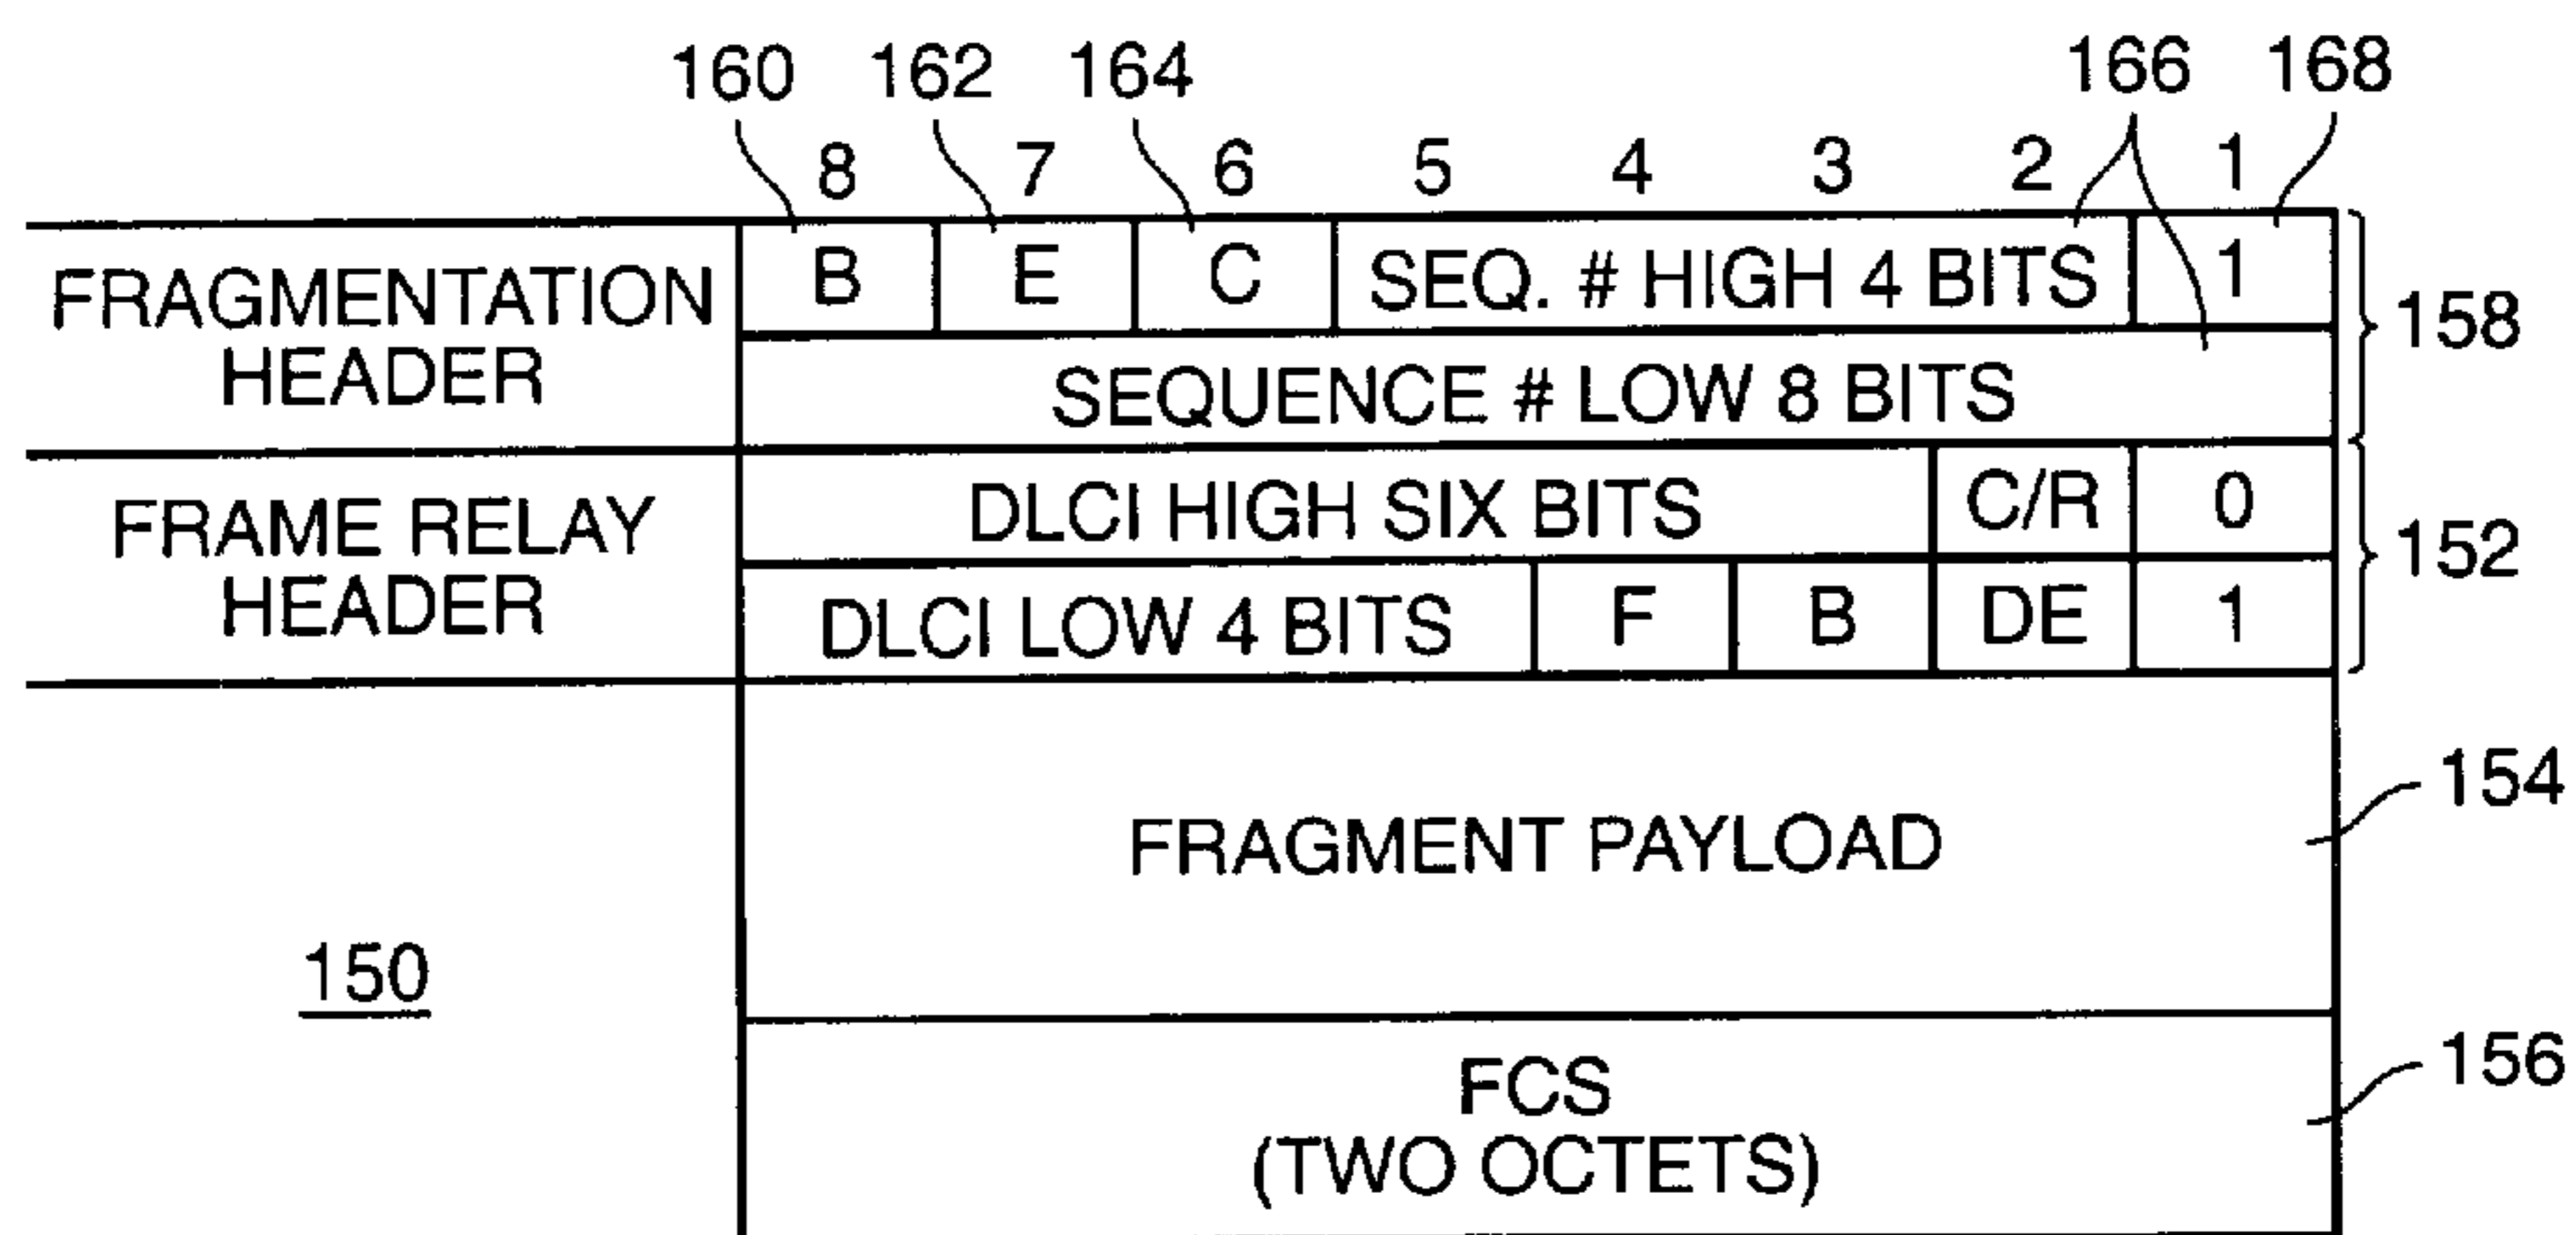 160 162 164 166 168
8 7 6 5 4 3 2 1
FRAGMENTATION HEADER
B E C SEQ. # HIGH 4 BITS 1
SEQUENCE # LOW 8 BITS
158
FRAME RELAY HEADER
DLCI HIGH SIX BITS C/R 0
DLCI LOW 4 BITS F B DE 1
152
FRAGMENT PAYLOAD
154
150
FCS
(TWO OCTETS)
156